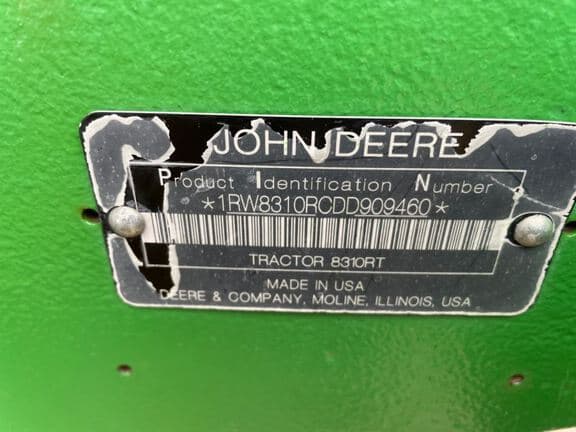 JOHN DEERE
Product Identification Number
*1RW8310RCDD909460*
TRACTOR 8310RT
MADE IN USA
DEERE & COMPANY, MOLINE, ILLINOIS, USA